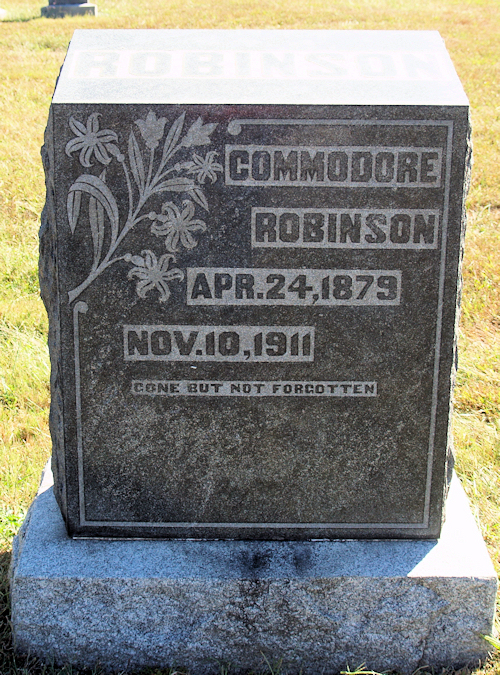 ROBINSON
COMMODORE
ROBINSON
APR.24,1879
NOV.10,1911
GONE BUT NOT FORGOTTEN